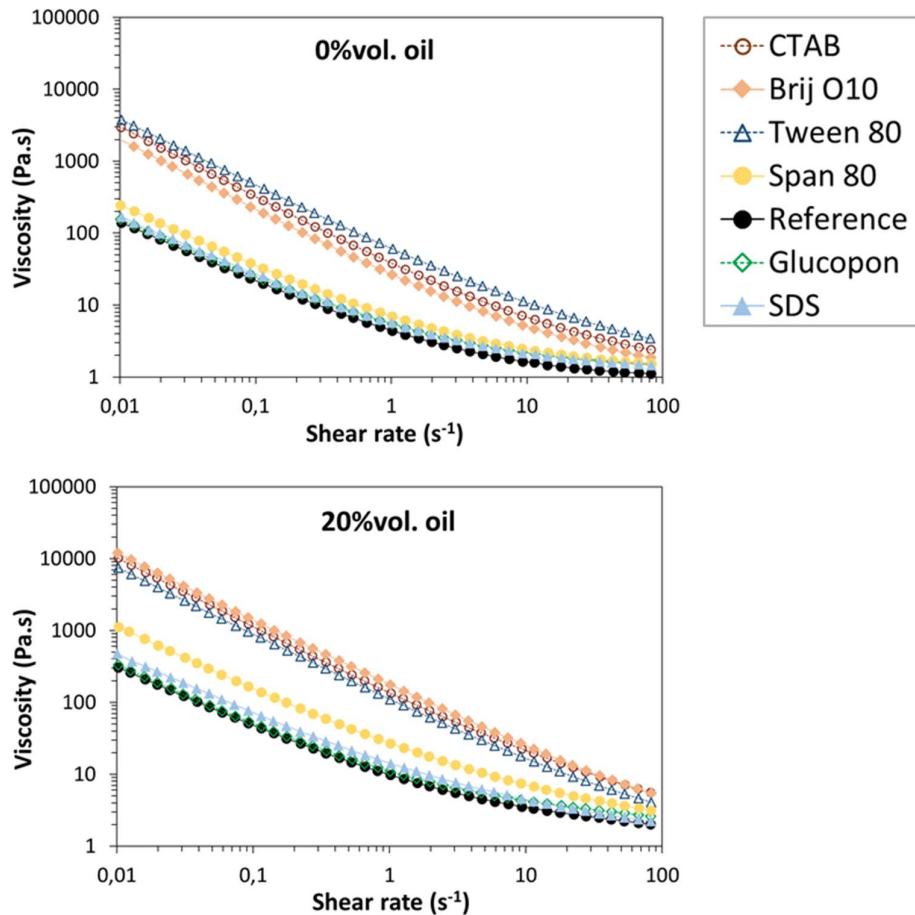 100000
10000
1000
100
10
1
Viscosity (Pa.s)
0%vol. oil
0,01 0,1 1 10 100
Shear rate (s⁻¹)
CTAB
Brij O10
Tween 80
Span 80
Reference
Glucopon
SDS
100000
10000
1000
100
10
1
Viscosity (Pa.s)
20%vol. oil
0,01 0,1 1 10 100
Shear rate (s⁻¹)